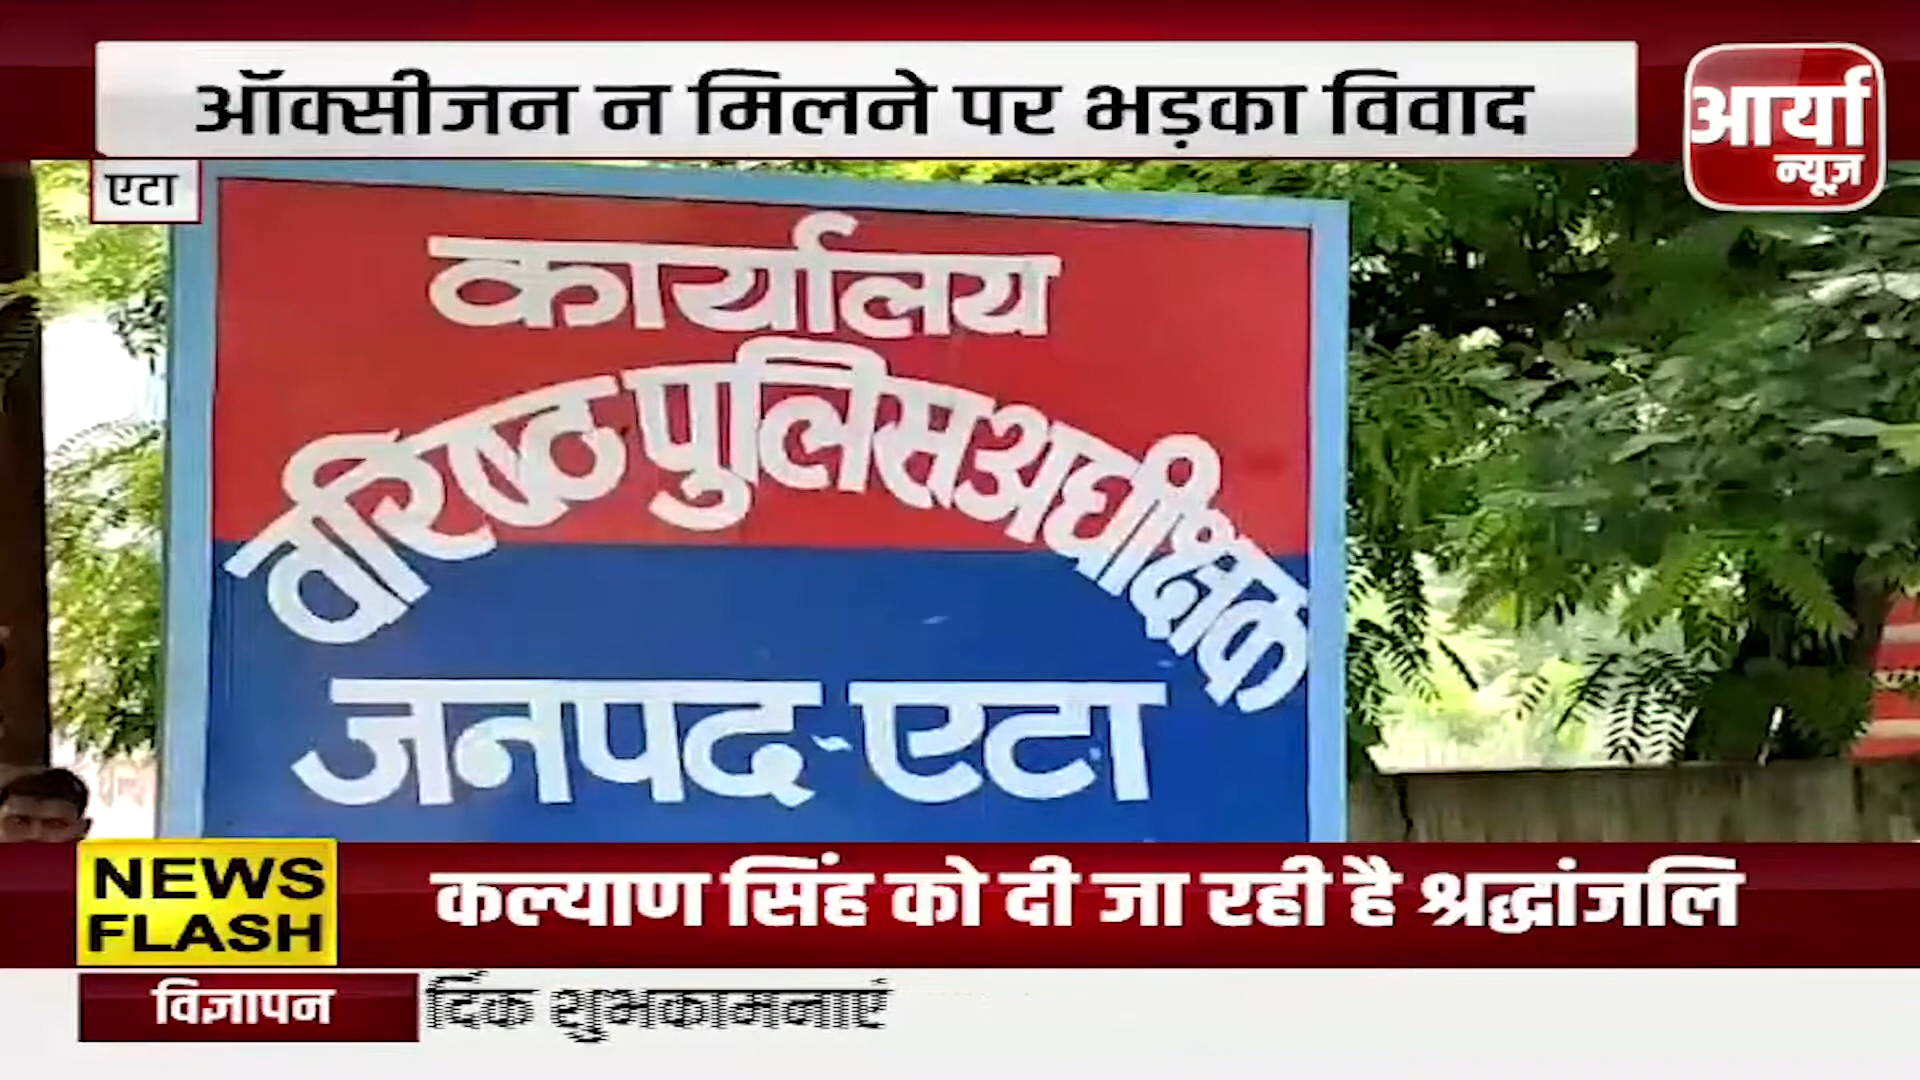 ऑक्सीजन न मिलने पर भड़का विवाद
आर्या
न्यूज़
एटा
कार्यालय
वरिष्ठ पुलिस अधीक्षक
जनपद-एटा
NEWS
FLASH
कल्याण सिंह को दी जा रही है श्रद्धांजलि
विज्ञापन
शुभकामनाएं